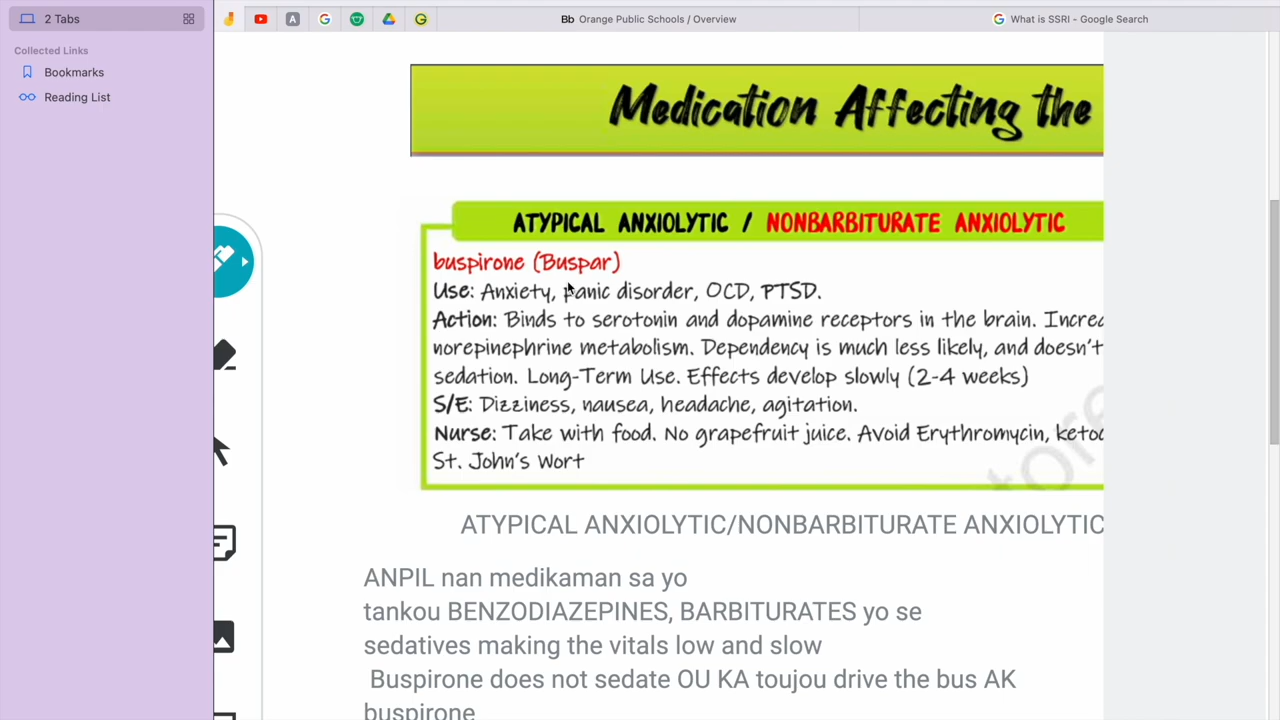 2 Tabs
Collected Links
Bookmarks
Reading List
A
G
Bb Orange Public Schools / Overview
G What is SSRI - Google Search
Medication Affecting the
ATYPICAL ANXIOLYTIC / NONBARBITURATE ANXIOLYTIC
buspirone (Buspar)
Use: Anxiety, panic disorder, OCD, PTSD.
Action: Binds to serotonin and dopamine receptors in the brain. Increa
norepinephrine metabolism. Dependency is much less likely, and doesn't
sedation. Long-Term Use. Effects develop slowly (2-4 weeks)
S/E: Dizziness, nausea, headache, agitation.
Nurse: Take with food. No grapefruit juice. Avoid Erythromycin, ketoc
St. John's Wort
ATYPICAL ANXIOLYTIC/NONBARBITURATE ANXIOLYTIC
ANPIL nan medikaman sa yo
tankou BENZODIAZEPINES, BARBITURATES yo se
sedatives making the vitals low and slow
Buspirone does not sedate OU KA toujou drive the bus AK
buspirone